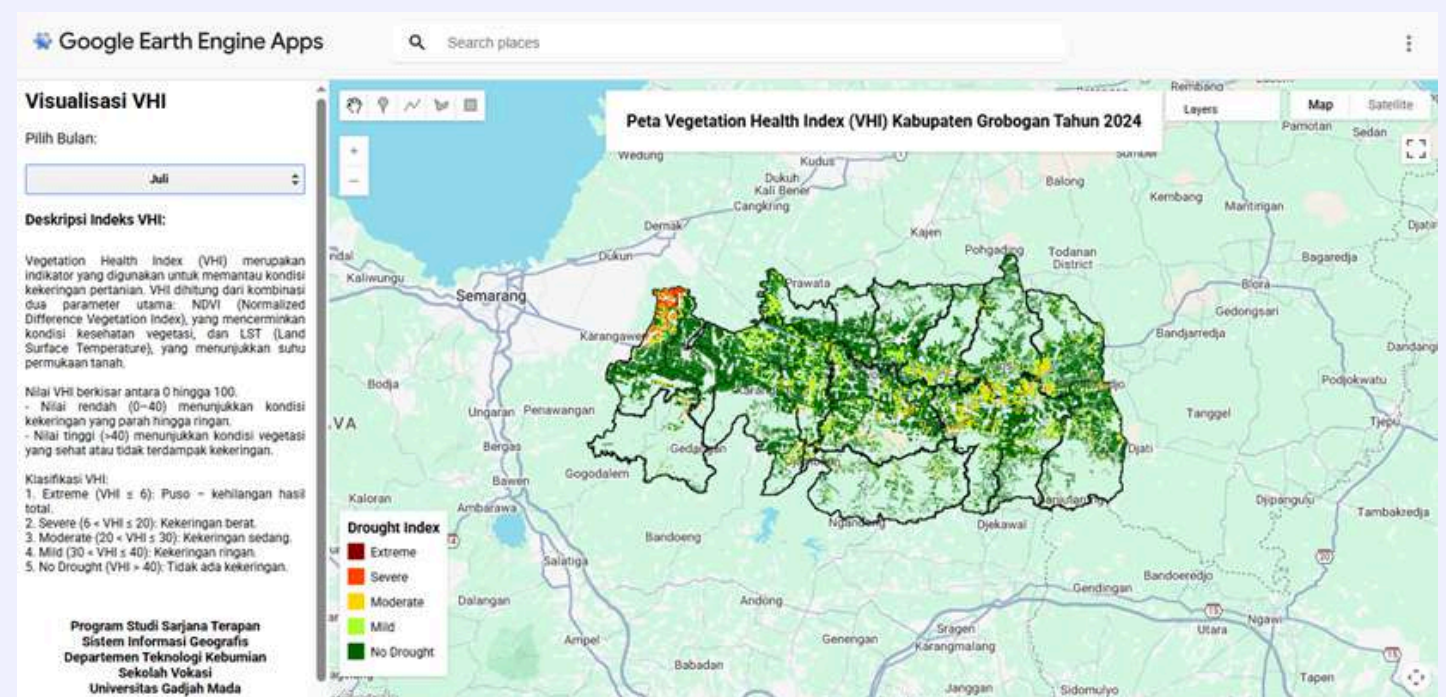 Google Earth Engine Apps
Search places
Visualisasi VHI
Pilih Bulan:
Juli
Deskripsi Indeks VHI:
Vegetation Health Index (VHI) merupakan
indikator yang digunakan untuk memantau kondisi
kekeringan pertanian. VHI dihitung dari kombinasi
dua parameter utama: NDVI (Normalized
Difference Vegetation Index), yang mencerminkan
kondisi kesehatan vegetasi, dan LST (Land
Surface Temperature), yang menunjukkan suhu
permukaan tanah.
Nilai VHI berkisar antara 0 hingga 100.
- Nilai rendah (0–40) menunjukkan kondisi
kekeringan yang parah hingga ringan.
- Nilai tinggi (>40) menunjukkan kondisi vegetasi
yang sehat atau tidak terdampak kekeringan.
Klasifikasi VHI:
1. Extreme (VHI ≤ 6): Puso – kehilangan hasil
total.
2. Severe (6 < VHI ≤ 20): Kekeringan berat.
3. Moderate (20 < VHI ≤ 30): Kekeringan sedang.
4. Mild (30 < VHI ≤ 40): Kekeringan ringan.
5. No Drought (VHI > 40): Tidak ada kekeringan.
Program Studi Sarjana Terapan
Sistem Informasi Geografis
Departemen Teknologi Kebumian
Sekolah Vokasi
Universitas Gadjah Mada
Peta Vegetation Health Index (VHI) Kabupaten Grobogan Tahun 2024
Layers
Map
Satellite
Rembang
Pamotan
Sedan
Wedung
Kudus
Dukuh
Kali Bener
Cangkring
Balong
Kembang
Mantingan
Demak
Kajen
Dukun
Pohgading
Todanan
District
Bagaredja
Kaliwungu
Semarang
Prawata
Blora
Gedongsari
Bandjarredja
Podjokwatu
Bodja
Ungaran
Penawangan
Tanggel
Bergas
Djati
Gogodalem
Bawen
Kaloran
Ambarawa
Djipangulu
Tambakredja
Djekawal
Bandoeng
Salatiga
Bandoeredjo
Gendingan
Dalangan
Andong
Ngawi
15
20
Utara
Sragen
Karangmalang
Ampel
Genengan
Babadan
Janggan
Sidomulyo
Tapen
Drought Index
Extreme
Severe
Moderate
Mild
No Drought